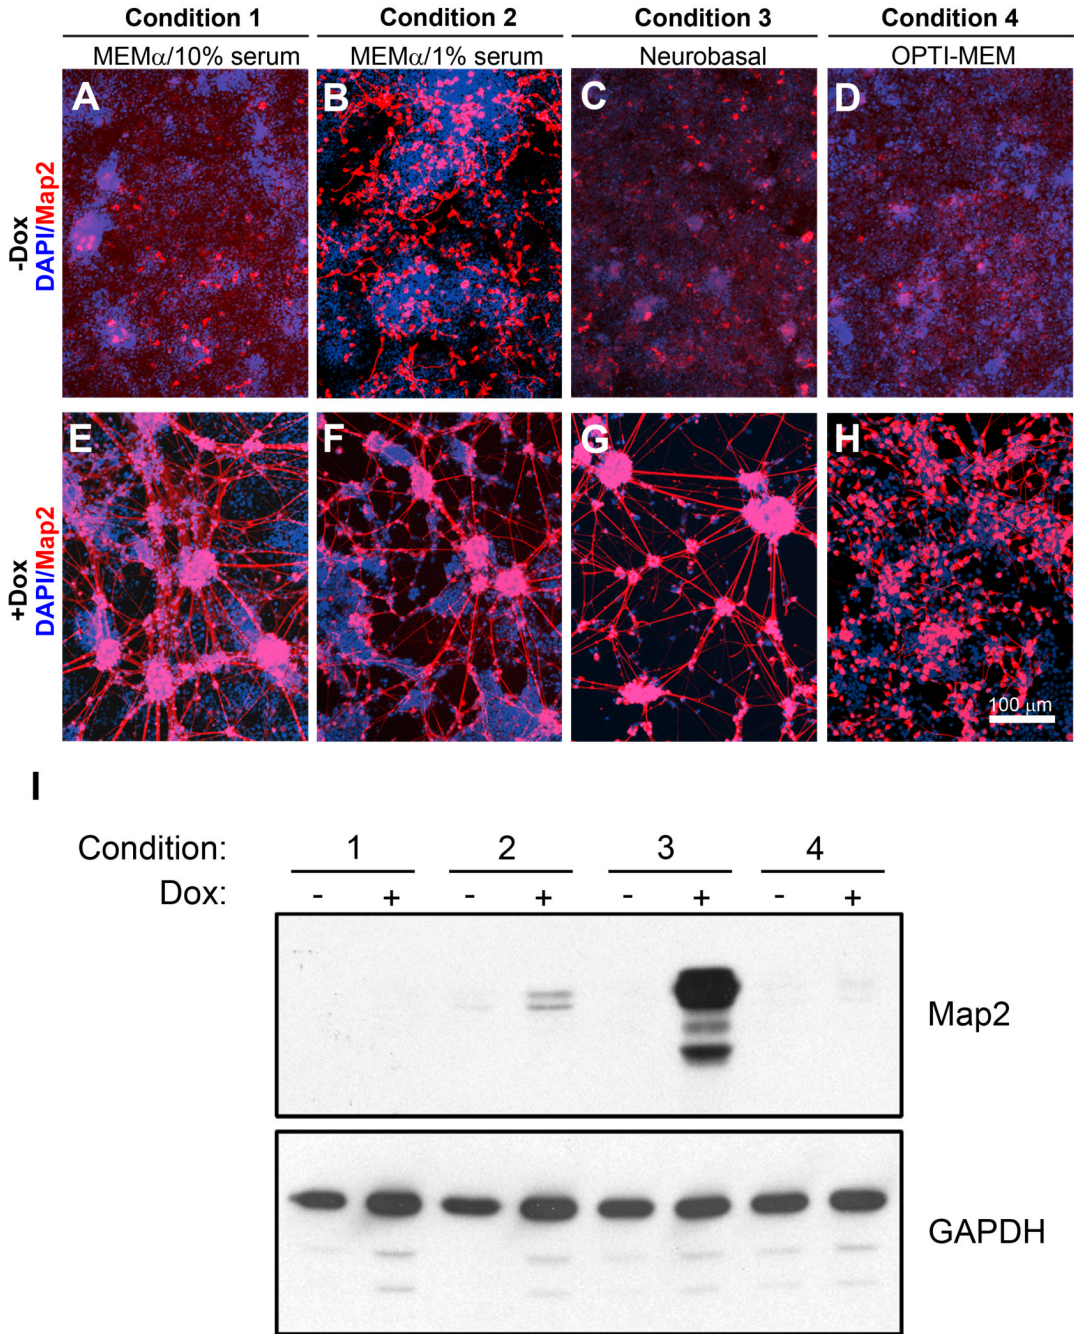 Condition 1 Condition 2 Condition 3 Condition 4
MEMα/10% serum MEMα/1% serum Neurobasal OPTI-MEM
A B C D
-Dox
DAPI/Map2
E F G H
+Dox
DAPI/Map2
100 μm
I
Condition: 1 2 3 4
Dox: - + - + - + - +
Map2
GAPDH